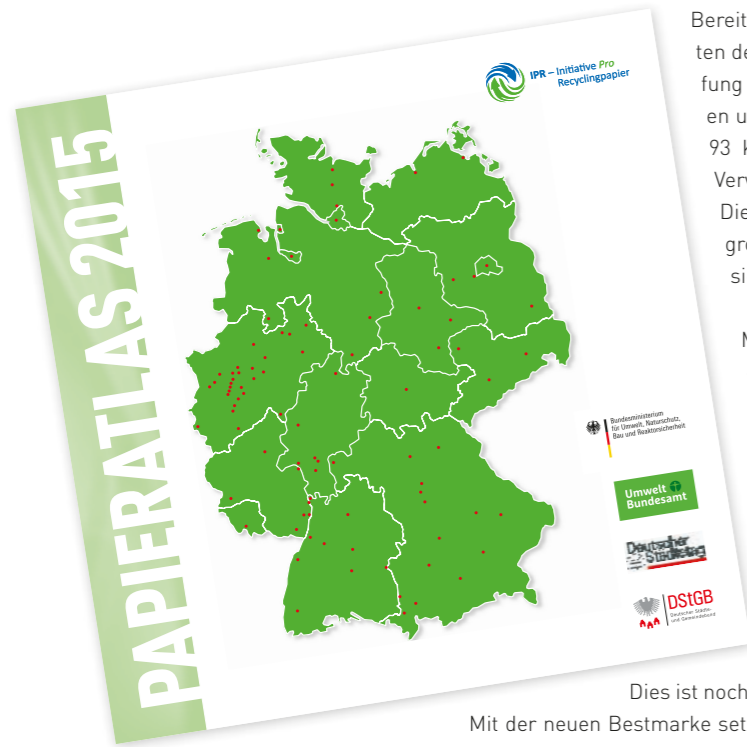 PAPIERATLAS 2015
IPR – Initiative Pro
Recyclingpapier
Bundesministerium
für Umwelt, Naturschutz,
Bau und Reaktorsicherheit
Umwelt
Bundesamt
Deutscher
Städtetag
DStGB
Deutscher Städte-
und Gemeindebund
Bereit
ten de
fung
en u
93 K
Verv
Die
gre
si
M
Dies ist noch
Mit der neuen Bestmarke set